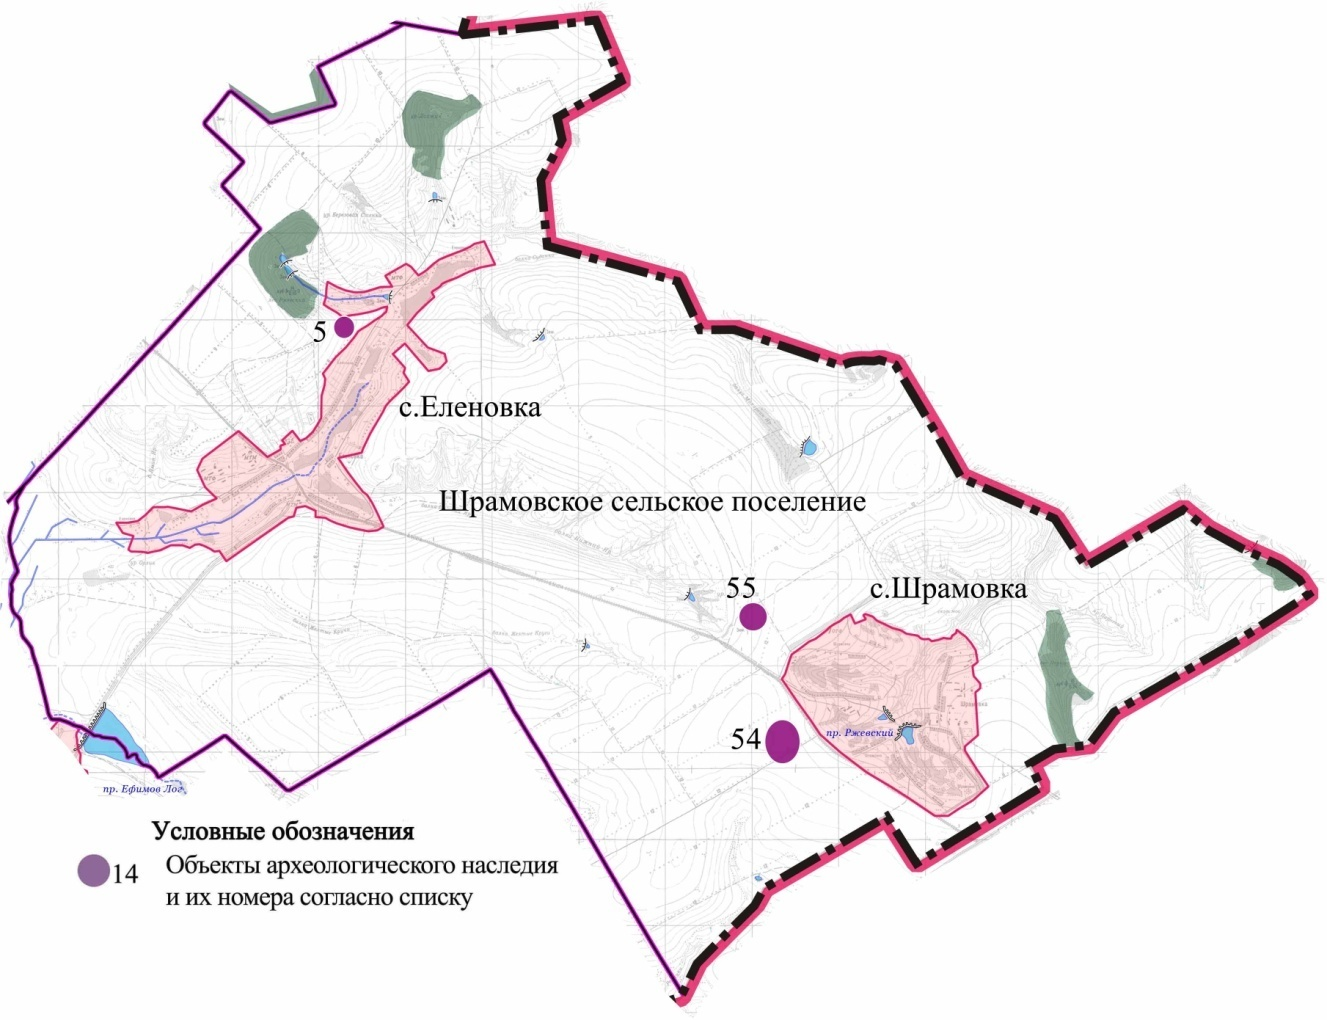 5
с.Еленовка
Шрамовское сельское поселение
55
с.Шрамовка
54
пр. Ржевский
пр. Ефимов Лог
Условные обозначения
14
Объекты археологического наследия
и их номера согласно списку